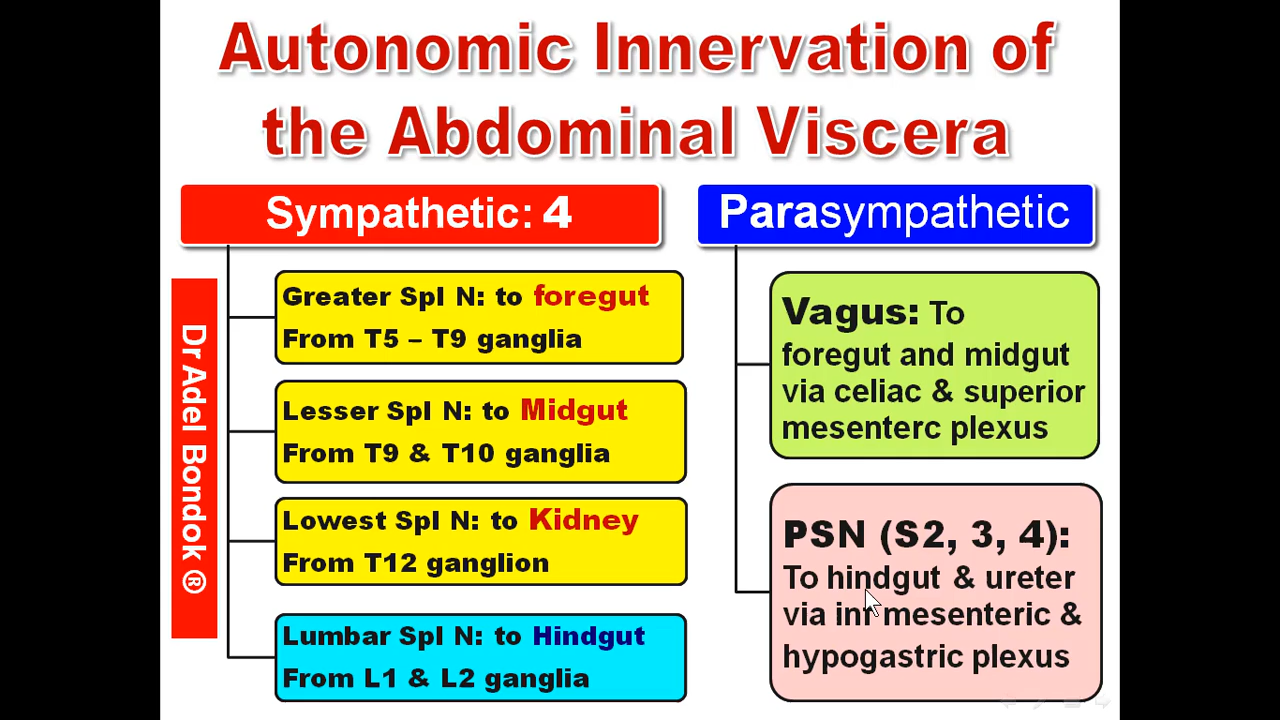 Autonomic Innervation of
the Abdominal Viscera
Sympathetic: 4
Greater Spl N: to foregut
From T5 – T9 ganglia
Lesser Spl N: to Midgut
From T9 & T10 ganglia
Lowest Spl N: to Kidney
From T12 ganglion
Lumbar Spl N: to Hindgut
From L1 & L2 ganglia
Dr Adel Bondok ®
Parasympathetic
Vagus: To
foregut and midgut
via celiac & superior
mesenterc plexus
PSN (S2, 3, 4):
To hindgut & ureter
via inf mesenteric &
hypogastric plexus